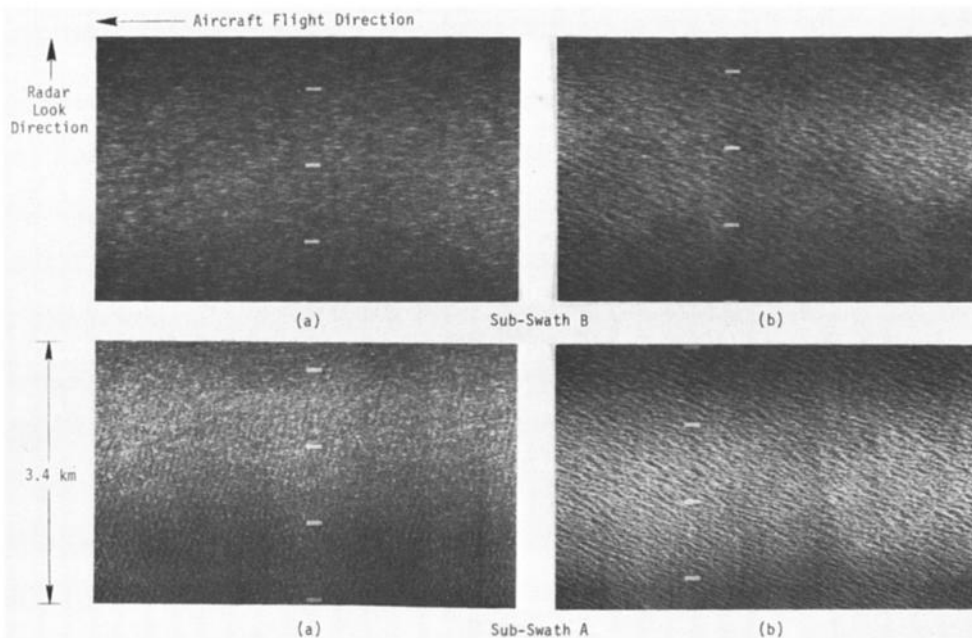 Aircraft Flight Direction
Radar
Look
Direction
(a)
Sub-Swath B
(b)
3.4 km
(a)
Sub-Swath A
(b)